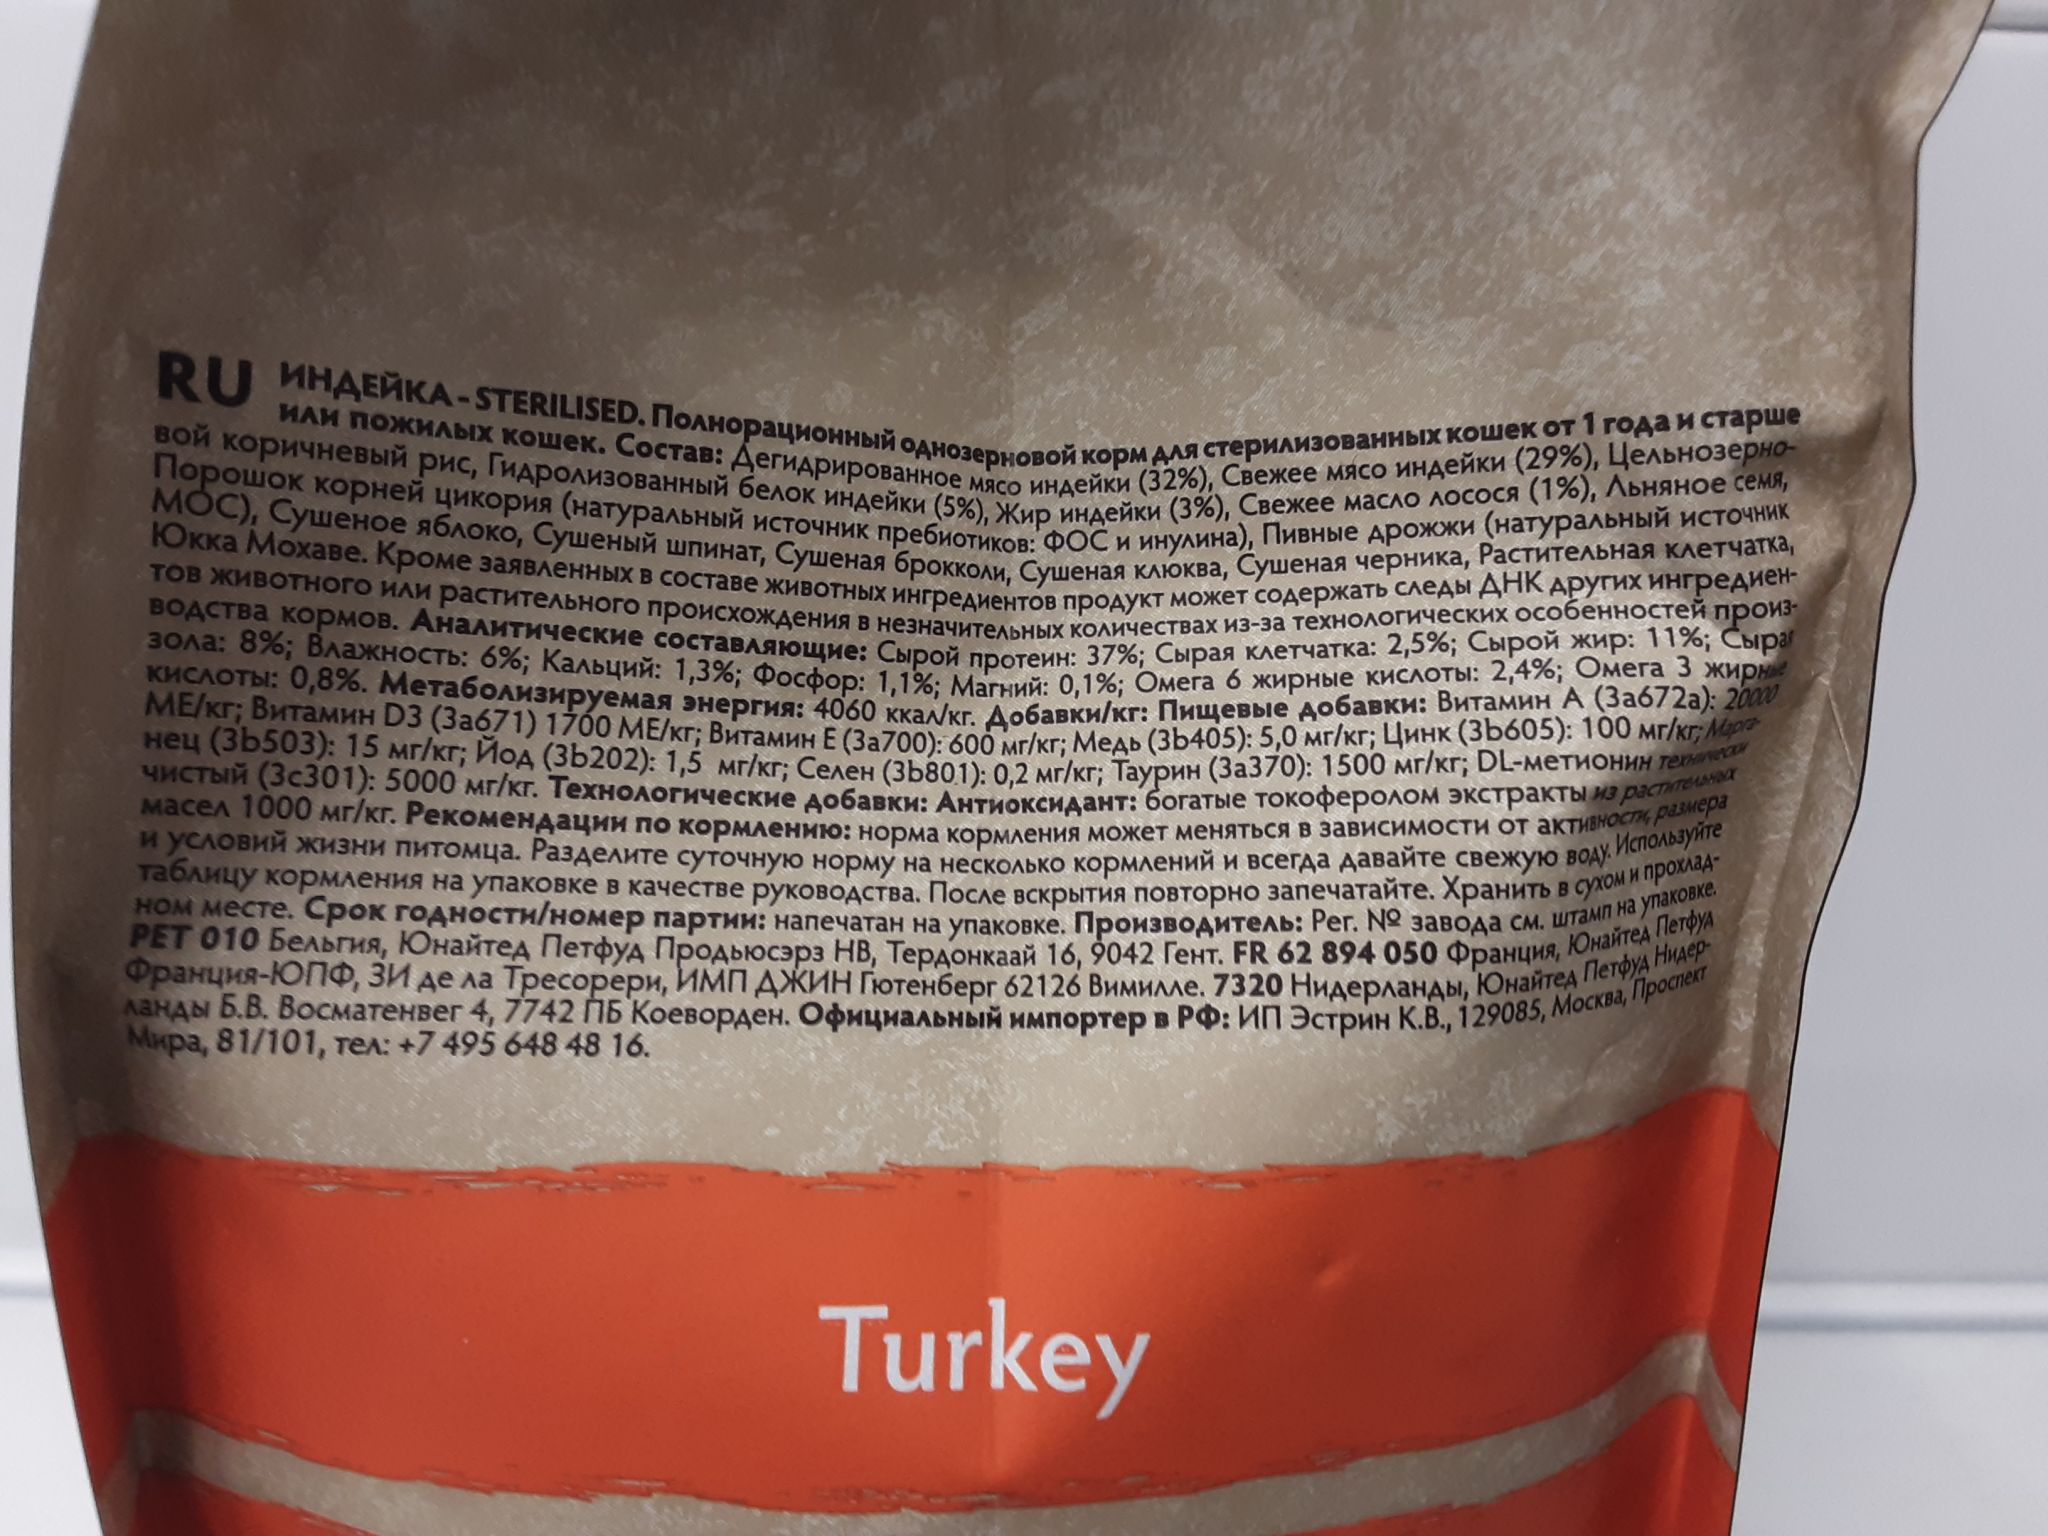 RU ИНДЕЙКА - STERILISED. Полнорационный однозерновой корм для стерилизованных кошек от 1 года и старше
или пожилых кошек. Состав: Дегидрированное мясо индейки (32%), Свежее мясо индейки (29%), Цельнозерно-
вой коричневый рис, Гидролизованный белок индейки (5%), Жир индейки (3%), Свежее масло лосося (1%), Льняное семя,
Порошок корней цикория (натуральный источник пребиотиков: ФОС и инулина), Пивные дрожжи (натуральный источник
МОС), Сушеное яблоко, Сушеный шпинат, Сушеная брокколи, Сушеная клюква, Сушеная черника, Растительная клетчатка,
Юкка Мохаве. Кроме заявленных в составе животных ингредиентов продукт может содержать следы ДНК других ингредиен-
тов животного или растительного происхождения в незначительных количествах из-за технологических особенностей произ-
водства кормов. Аналитические составляющие: Сырой протеин: 37%; Сырая клетчатка: 2,5%; Сырой жир: 11%; Сырая
зола: 8%; Влажность: 6%; Кальций: 1,3%; Фосфор: 1,1%; Магний: 0,1%; Омега 6 жирные кислоты: 2,4%; Омега 3 жирные
кислоты: 0,8%. Метаболизируемая энергия: 4060 ккал/кг. Добавки/кг: Пищевые добавки: Витамин А (3а672а): 20000
МЕ/кг; Витамин D3 (3а671) 1700 МЕ/кг; Витамин Е (3а700): 600 мг/кг; Медь (3b405): 5,0 мг/кг; Цинк (3b605): 100 мг/кг; Марга-
нец (3b503): 15 мг/кг; Йод (3b202): 1,5 мг/кг; Селен (3b801): 0,2 мг/кг; Таурин (3а370): 1500 мг/кг; DL-метионин технически
чистый (3с301): 5000 мг/кг. Технологические добавки: Антиоксидант: богатые токоферолом экстракты из растительных
масел 1000 мг/кг. Рекомендации по кормлению: норма кормления может меняться в зависимости от активности, размера
и условий жизни питомца. Разделите суточную норму на несколько кормлений и всегда давайте свежую воду. Используйте
таблицу кормления на упаковке в качестве руководства. После вскрытия повторно запечатайте. Хранить в сухом и прохлад-
ном месте. Срок годности/номер партии: напечатан на упаковке. Производитель: Рег. № завода см. штамп на упаковке.
PET 010 Бельгия, Юнайтед Петфуд Продьюсэрз НВ, Тердонкаай 16, 9042 Гент. FR 62 894 050 Франция, Юнайтед Петфуд
Франция-ЮПФ, ЗИ де ла Тресорери, ИМП ДЖИН Гютенберг 62126 Вимилле. 7320 Нидерланды, Юнайтед Петфуд Нидер-
ланды Б.В. Восматенвег 4, 7742 ПБ Коеворден. Официальный импортер в РФ: ИП Эстрин К.В., 129085, Москва, Проспект
Мира, 81/101, тел: +7 495 648 48 16.
Turkey